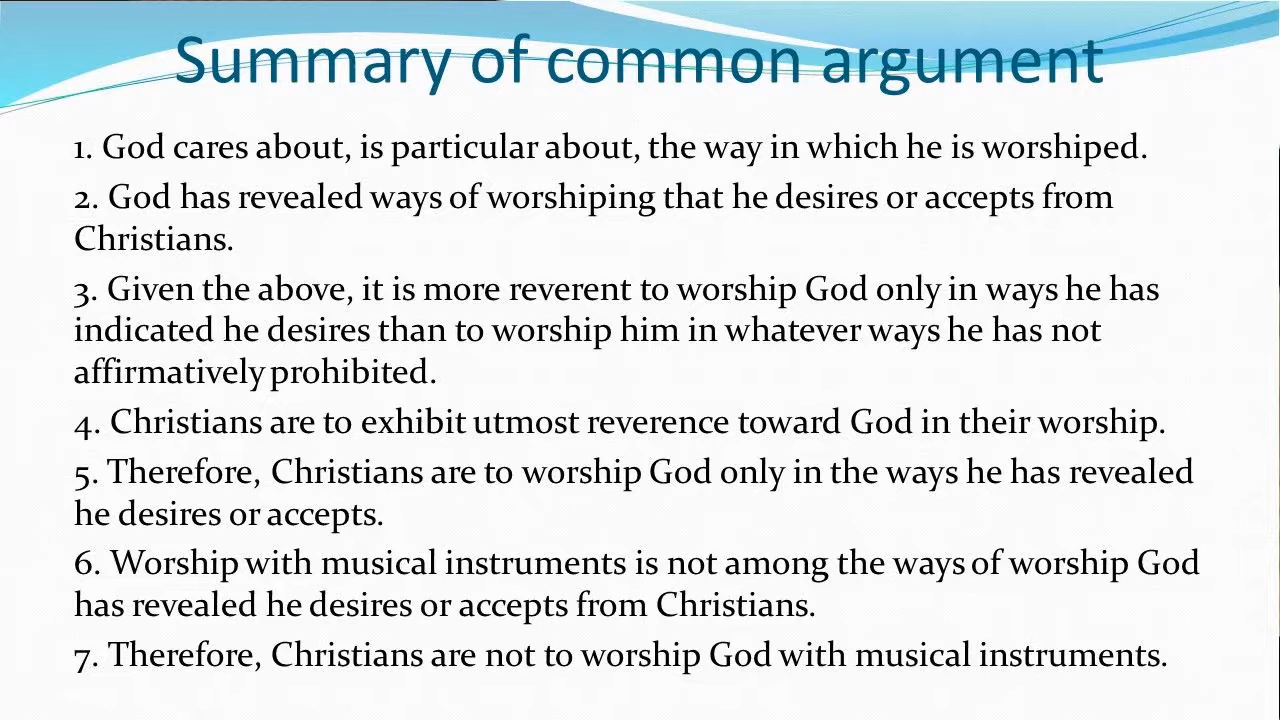 Summary of common argument
1. God cares about, is particular about, the way in which he is worshiped.
2. God has revealed ways of worshiping that he desires or accepts from
Christians.
3. Given the above, it is more reverent to worship God only in ways he has
indicated he desires than to worship him in whatever ways he has not
affirmatively prohibited.
4. Christians are to exhibit utmost reverence toward God in their worship.
5. Therefore, Christians are to worship God only in the ways he has revealed
he desires or accepts.
6. Worship with musical instruments is not among the ways of worship God
has revealed he desires or accepts from Christians.
7. Therefore, Christians are not to worship God with musical instruments.